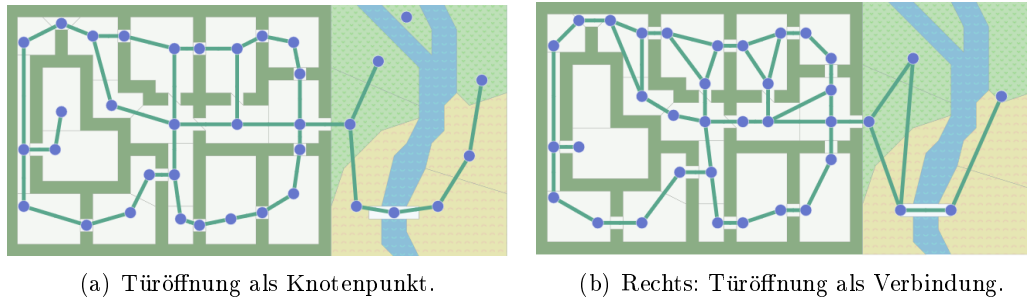 (a) Türöffnung als Knotenpunkt.
(b) Rechts: Türöffnung als Verbindung.